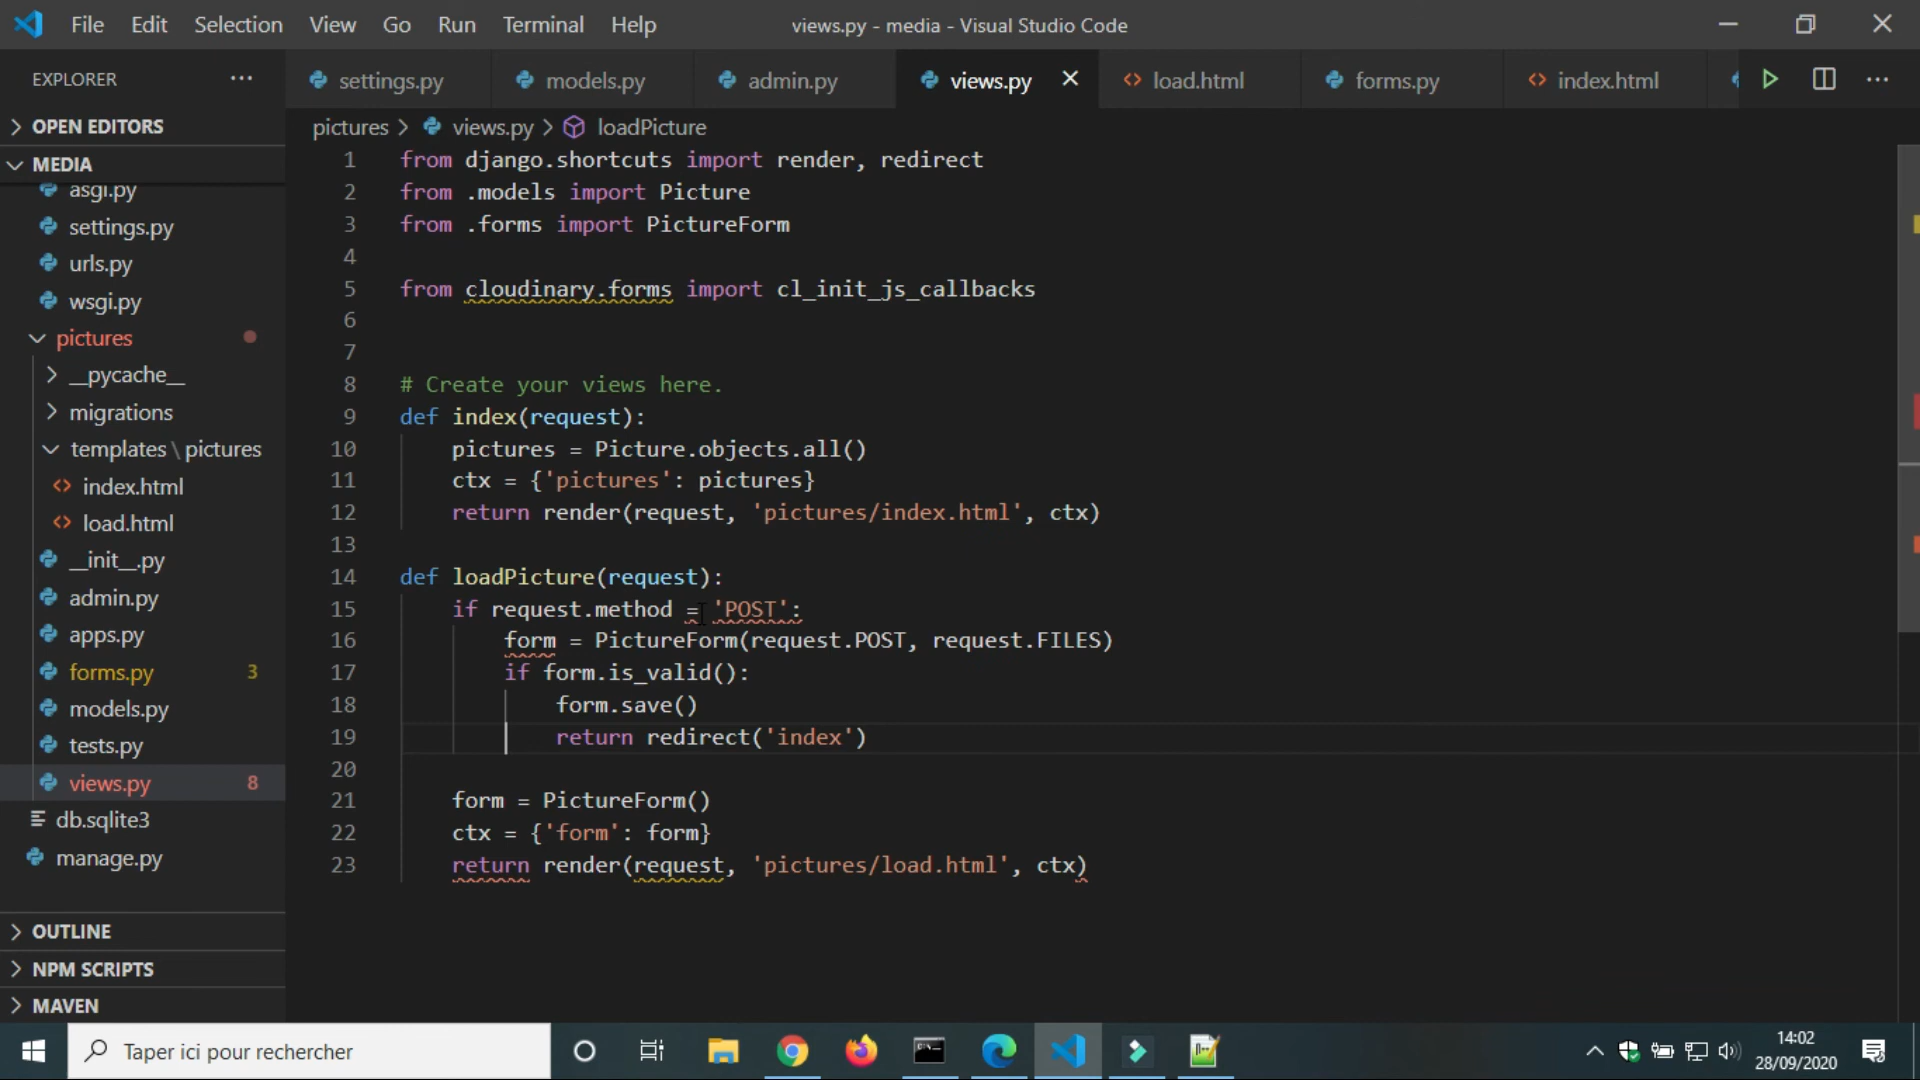 File Edit Selection View Go Run Terminal Help
views.py - media - Visual Studio Code
EXPLORER ···
settings.py models.py admin.py views.py load.html forms.py index.html
OPEN EDITORS
pictures > views.py > loadPicture
MEDIA
asgi.py
settings.py
urls.py
wsgi.py
pictures
__pycache__
migrations
templates \ pictures
index.html
load.html
__init__.py
admin.py
apps.py
forms.py 3
models.py
tests.py
views.py 8
db.sqlite3
manage.py
OUTLINE
NPM SCRIPTS
MAVEN
1 from django.shortcuts import render, redirect
2 from .models import Picture
3 from .forms import PictureForm
4
5 from cloudinary.forms import cl_init_js_callbacks
6
7
8 # Create your views here.
9 def index(request):
10 pictures = Picture.objects.all()
11 ctx = {'pictures': pictures}
12 return render(request, 'pictures/index.html', ctx)
13
14 def loadPicture(request):
15 if request.method = 'POST':
16 form = PictureForm(request.POST, request.FILES)
17 if form.is_valid():
18 form.save()
19 return redirect('index')
20
21 form = PictureForm()
22 ctx = {'form': form}
23 return render(request, 'pictures/load.html', ctx)
Taper ici pour rechercher
14:02
28/09/2020